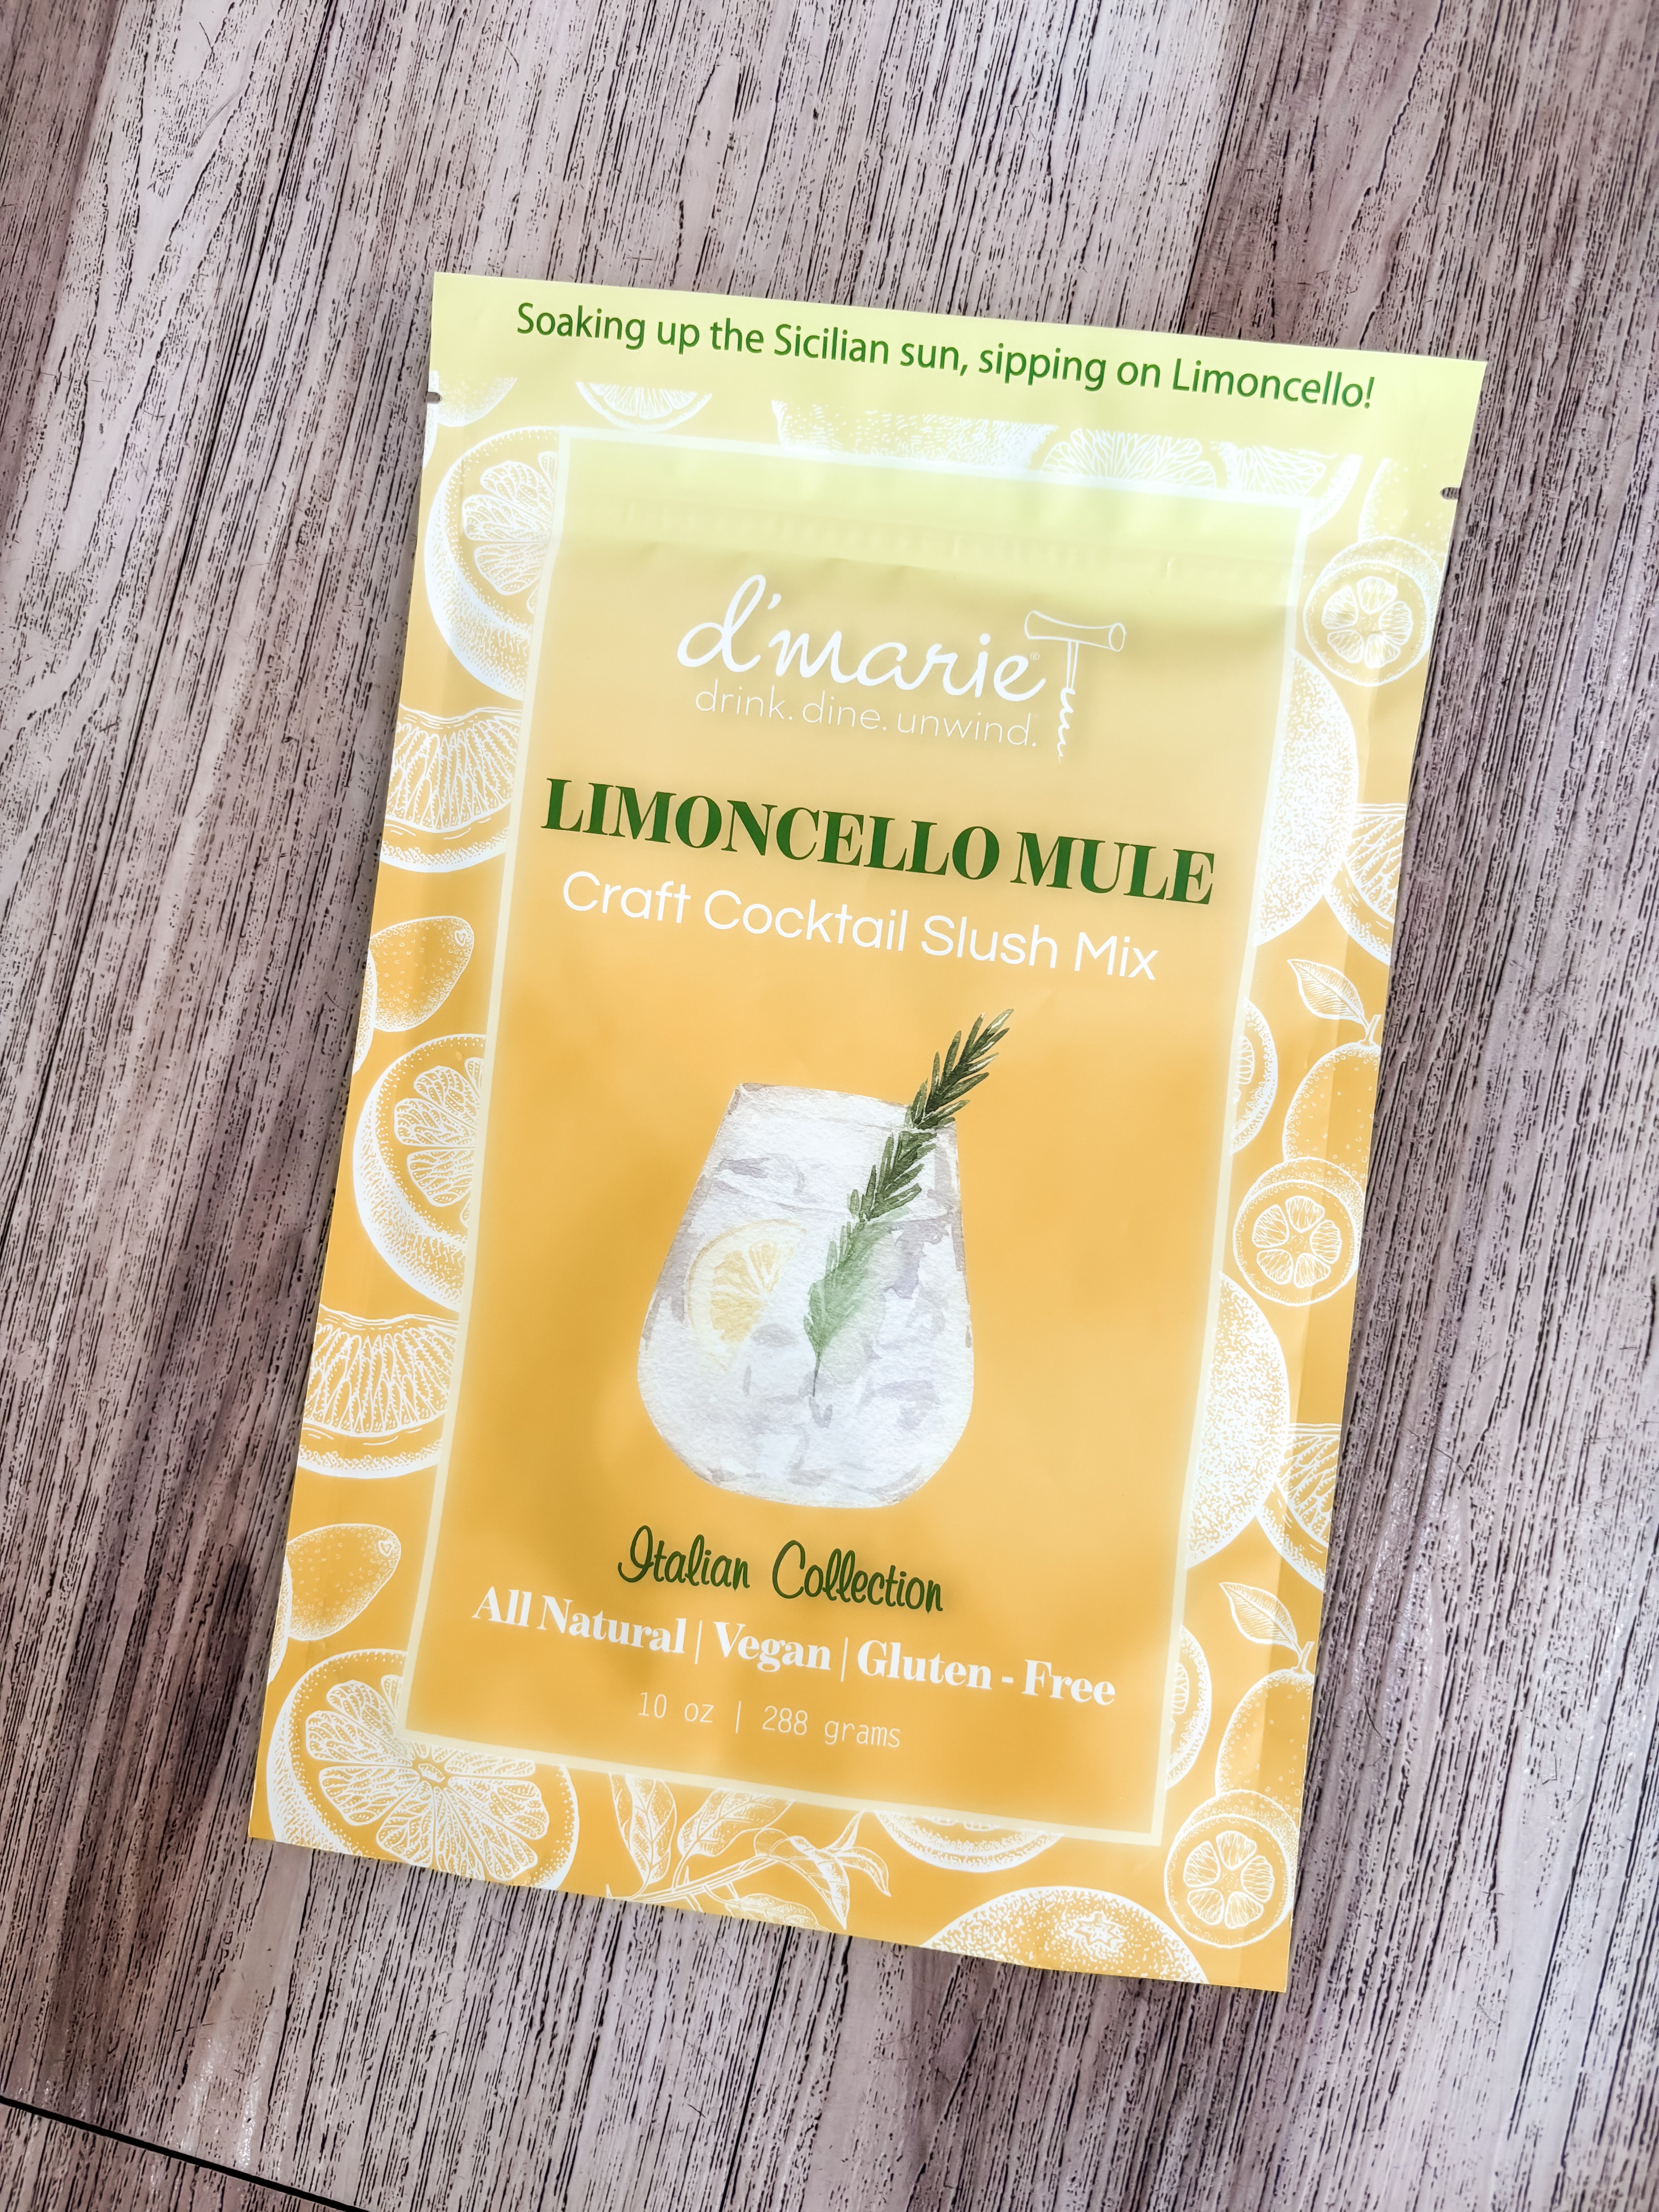 Soaking up the Sicilian sun, sipping on Limoncello!
d'marie®
drink. dine. unwind.
LIMONCELLO MULE
Craft Cocktail Slush Mix
Italian Collection
All Natural | Vegan | Gluten - Free
10 oz | 288 grams